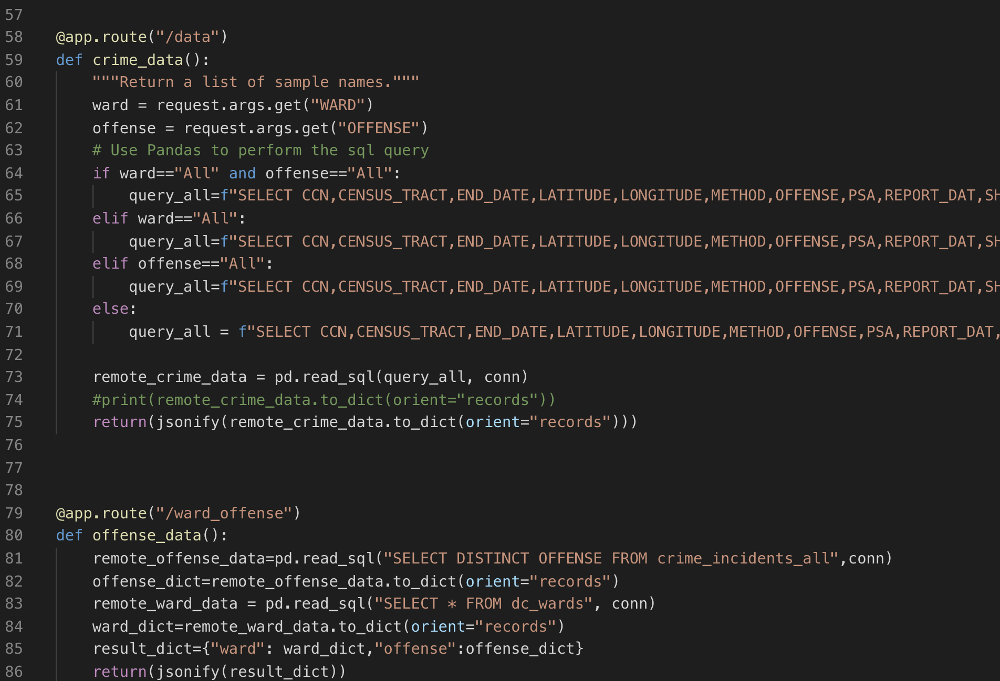 57
58 @app.route("/data")
59 def crime_data():
60 """Return a list of sample names."""
61 ward = request.args.get("WARD")
62 offense = request.args.get("OFFENSE")
63 # Use Pandas to perform the sql query
64 if ward=="All" and offense=="All":
65 query_all=f"SELECT CCN,CENSUS_TRACT,END_DATE,LATITUDE,LONGITUDE,METHOD,OFFENSE,PSA,REPORT_DAT,SH
66 elif ward=="All":
67 query_all=f"SELECT CCN,CENSUS_TRACT,END_DATE,LATITUDE,LONGITUDE,METHOD,OFFENSE,PSA,REPORT_DAT,SH
68 elif offense=="All":
69 query_all=f"SELECT CCN,CENSUS_TRACT,END_DATE,LATITUDE,LONGITUDE,METHOD,OFFENSE,PSA,REPORT_DAT,SH
70 else:
71 query_all = f"SELECT CCN,CENSUS_TRACT,END_DATE,LATITUDE,LONGITUDE,METHOD,OFFENSE,PSA,REPORT_DAT,
72
73 remote_crime_data = pd.read_sql(query_all, conn)
74 #print(remote_crime_data.to_dict(orient="records"))
75 return(jsonify(remote_crime_data.to_dict(orient="records")))
76
77
78
79 @app.route("/ward_offense")
80 def offense_data():
81 remote_offense_data=pd.read_sql("SELECT DISTINCT OFFENSE FROM crime_incidents_all",conn)
82 offense_dict=remote_offense_data.to_dict(orient="records")
83 remote_ward_data = pd.read_sql("SELECT * FROM dc_wards", conn)
84 ward_dict=remote_ward_data.to_dict(orient="records")
85 result_dict={"ward": ward_dict,"offense":offense_dict}
86 return(jsonify(result_dict))